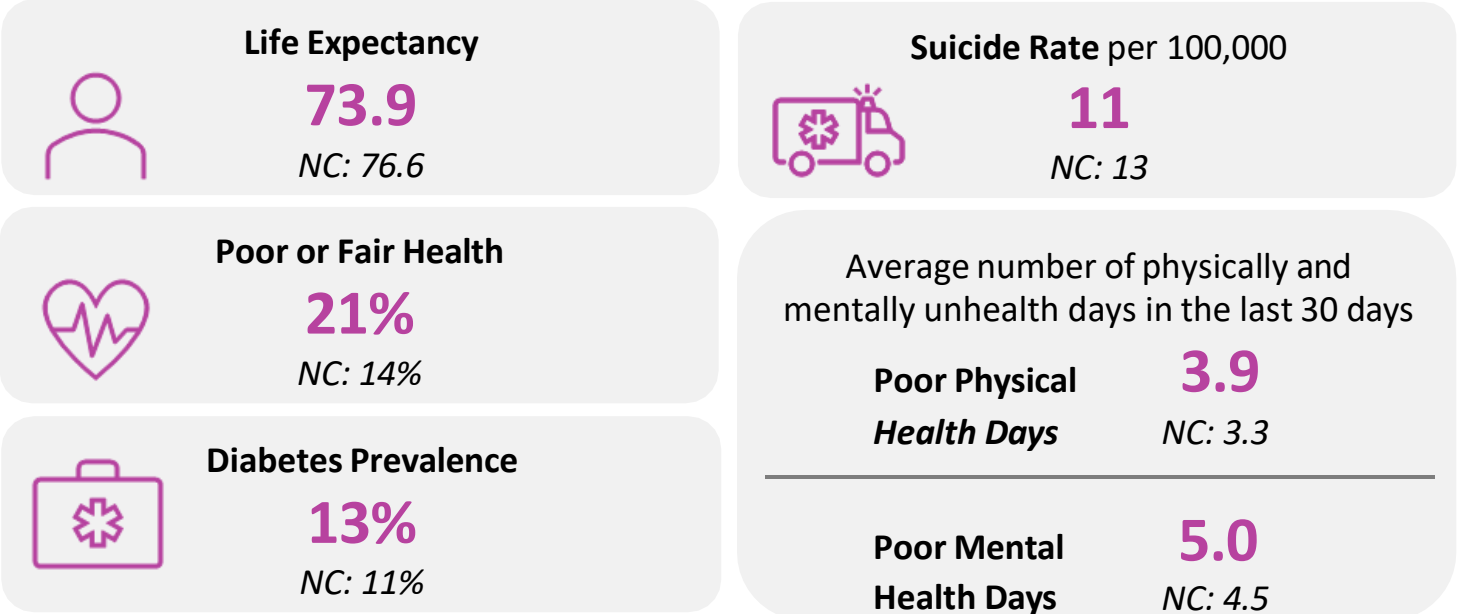 Life Expectancy
73.9
NC: 76.6
Poor or Fair Health
21%
NC: 14%
Diabetes Prevalence
13%
NC: 11%
Suicide Rate per 100,000
11
NC: 13
Average number of physically and
mentally unhealth days in the last 30 days
Poor Physical 3.9
Health Days NC: 3.3
Poor Mental 5.0
Health Days NC: 4.5